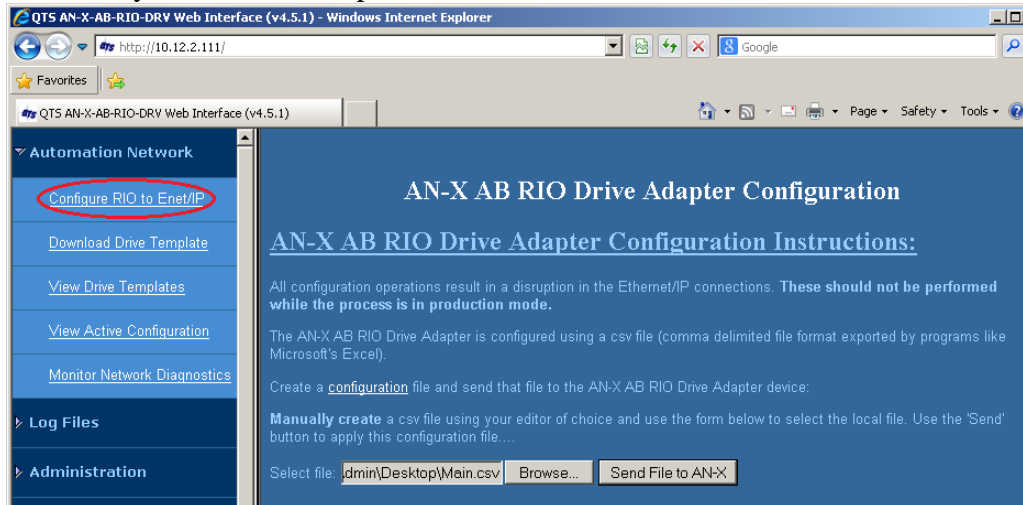 QTS AN-X-AB-RIO-DRV Web Interface (v4.5.1) - Windows Internet Explorer
http://10.12.2.111/
Google
Favorites
QTS AN-X-AB-RIO-DRV Web Interface (v4.5.1)
Page Safety Tools
Automation Network
Configure RIO to Enet/IP
Download Drive Template
View Drive Templates
View Active Configuration
Monitor Network Diagnostics
Log Files
Administration
AN-X AB RIO Drive Adapter Configuration
AN-X AB RIO Drive Adapter Configuration Instructions:
All configuration operations result in a disruption in the Ethernet/IP connections. These should not be performed
while the process is in production mode.
The AN-X AB RIO Drive Adapter is configured using a csv file (comma delimited file format exported by programs like
Microsoft's Excel).
Create a configuration file and send that file to the AN-X AB RIO Drive Adapter device:
Manually create a csv file using your editor of choice and use the form below to select the local file. Use the 'Send'
button to apply this configuration file....
Select file: dmin\Desktop\Main.csv Browse... Send File to AN-X